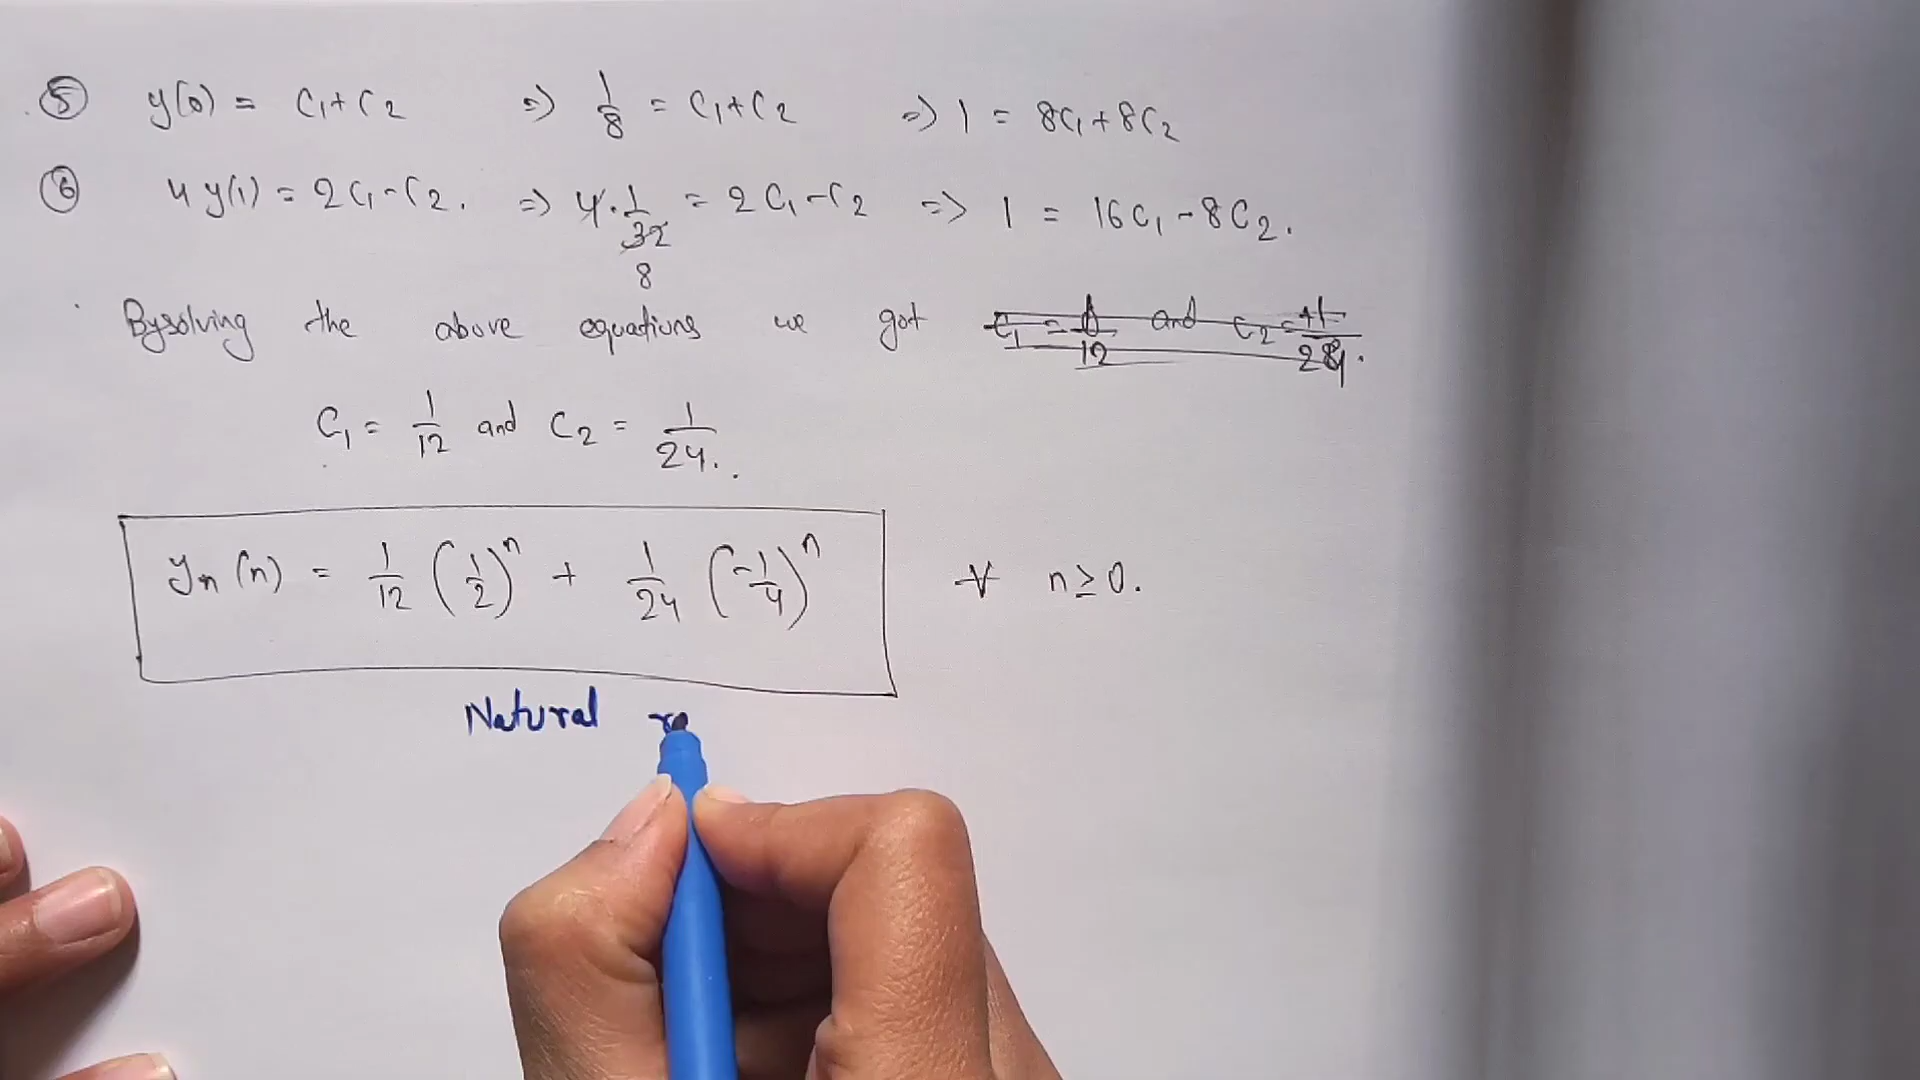 ⑤ y(0) = C₁+C₂ => 1/8 = C₁+C₂ => 1 = 8C₁+8C₂
⑥ 4 y(1) = 2C₁-C₂. => 4·1/32 8 = 2C₁-C₂ => 1 = 16C₁-8C₂.
By solving the above equations we got
C₁ = 1/12 and C₂ = 1/24.
yₙ(n) = 1/12 (1/2)ⁿ + 1/24 (-1/4)ⁿ ∀ n≥0.
Natural